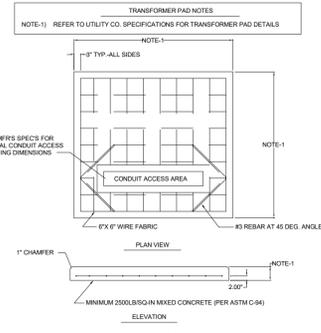 TRANSFORMER PAD NOTES
NOTE-1) REFER TO UTILITY CO. SPECIFICATIONS FOR TRANSFORMER PAD DETAILS
NOTE-1
3" TYP.-ALL SIDES
NOTE-1
MFR'S SPEC'S FOR
AL CONDUIT ACCESS
ING DIMENSIONS
CONDUIT ACCESS AREA
6"X 6" WIRE FABRIC
#3 REBAR AT 45 DEG. ANGLE
PLAN VIEW
1" CHAMFER
NOTE-1
2.00"
MINIMUM 2500LB/SQ-IN MIXED CONCRETE (PER ASTM C-94)
ELEVATION